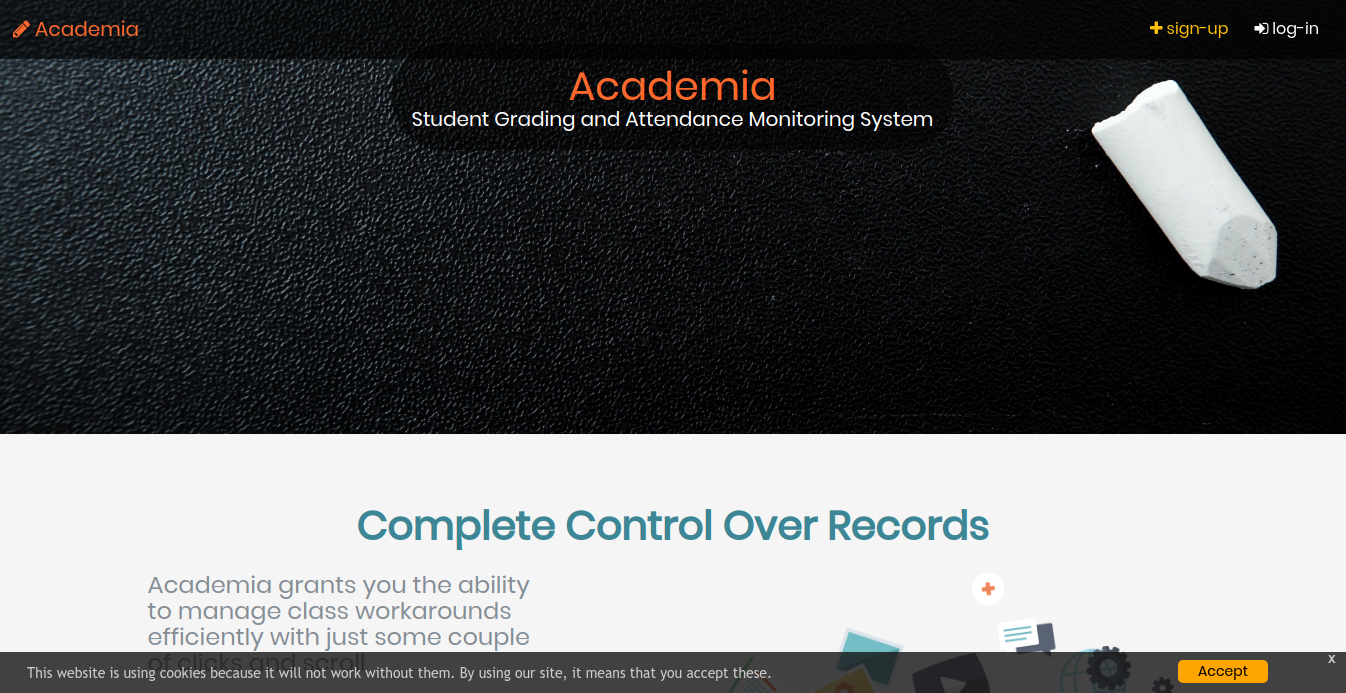 Academia
sign-up
log-in
Academia
Student Grading and Attendance Monitoring System
Complete Control Over Records
Academia grants you the ability
to manage class workarounds
efficiently with just some couple
of clicks and scroll
This website is using cookies because it will not work without them. By using our site, it means that you accept these.
Accept
x